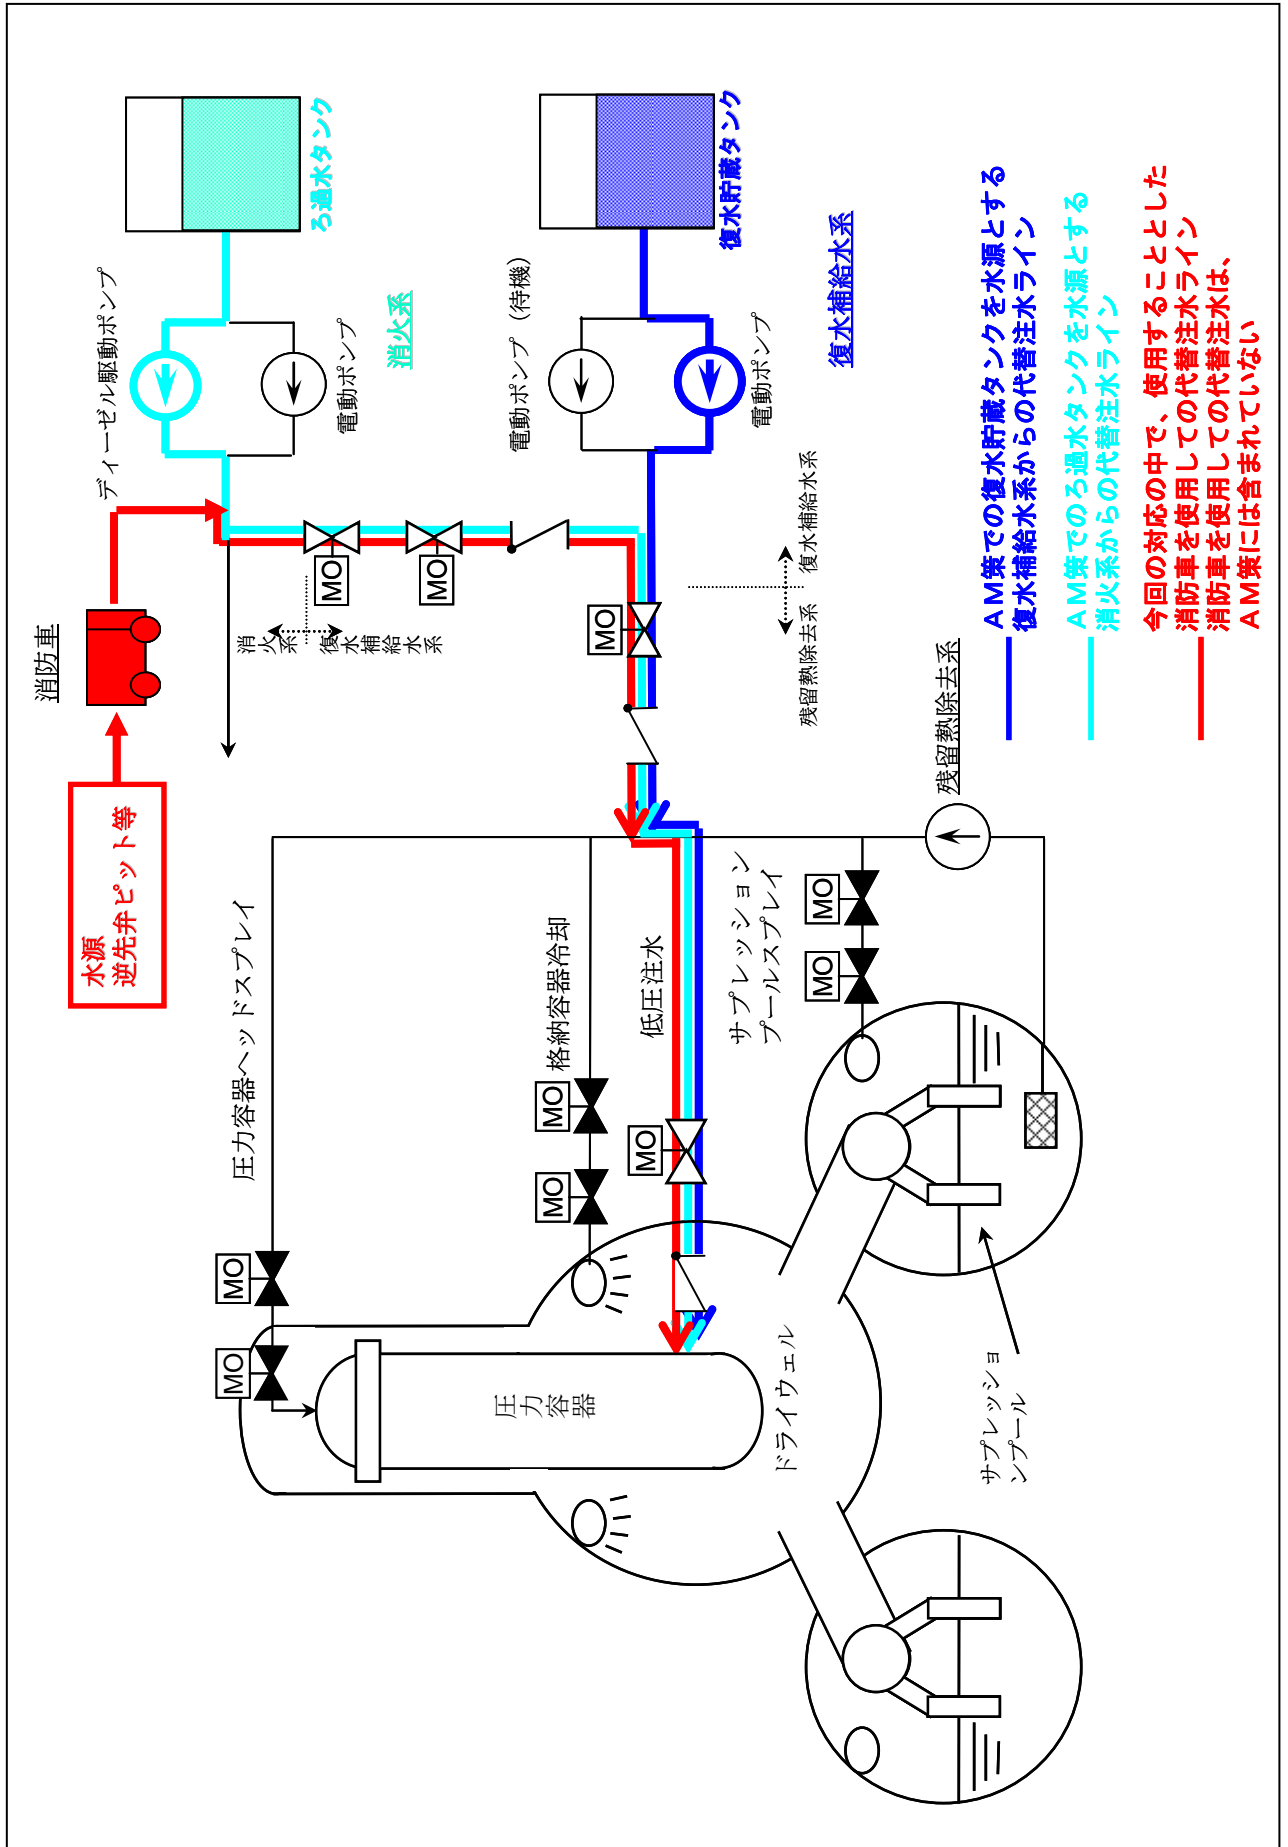 消防車
水源
逆先弁ピット等
ディーゼル駆動ポンプ
ろ過水タンク
電動ポンプ
消火系
電動ポンプ（待機）
復水貯蔵タンク
電動ポンプ
復水補給水系
MO
MO
消火系
復水補給水系
MO
残留熱除去系
復水補給水系
圧力容器ヘッドスプレイ
MO
MO
格納容器冷却
MO
MO
低圧注水
MO
サプレッション
プールスプレイ
MO
MO
残留熱除去系
圧力容器
ドライウェル
サプレッショ
ンプール
ＡＭ策での復水貯蔵タンクを水源とする
復水補給水系からの代替注水ライン
ＡＭ策でのろ過水タンクを水源とする
消火系からの代替注水ライン
今回の対応の中で、使用することとした
消防車を使用しての代替注水ライン
消防車を使用しての代替注水は、
ＡＭ策には含まれていない